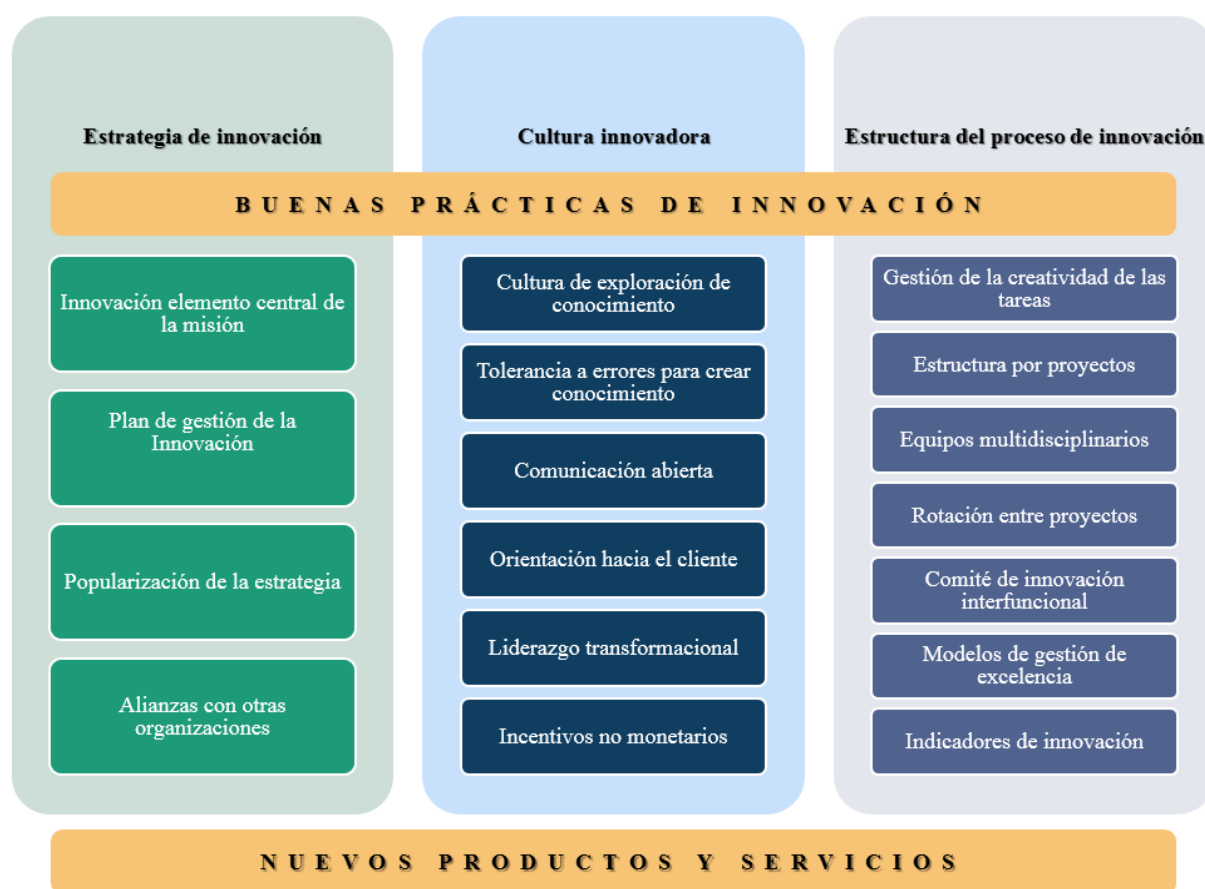 Estrategia de innovación
Cultura innovadora
Estructura del proceso de innovación
BUENAS PRÁCTICAS DE INNOVACIÓN
Innovación elemento central de
la misión
Plan de gestión de la
Innovación
Popularización de la estrategia
Alianzas con otras
organizaciones
Cultura de exploración de
conocimiento
Tolerancia a errores para crear
conocimiento
Comunicación abierta
Orientación hacia el cliente
Liderazgo transformacional
Incentivos no monetarios
Gestión de la creatividad de las
tareas
Estructura por proyectos
Equipos multidisciplinarios
Rotación entre proyectos
Comité de innovación
interfuncional
Modelos de gestión de
excelencia
Indicadores de innovación
NUEVOS PRODUCTOS Y SERVICIOS